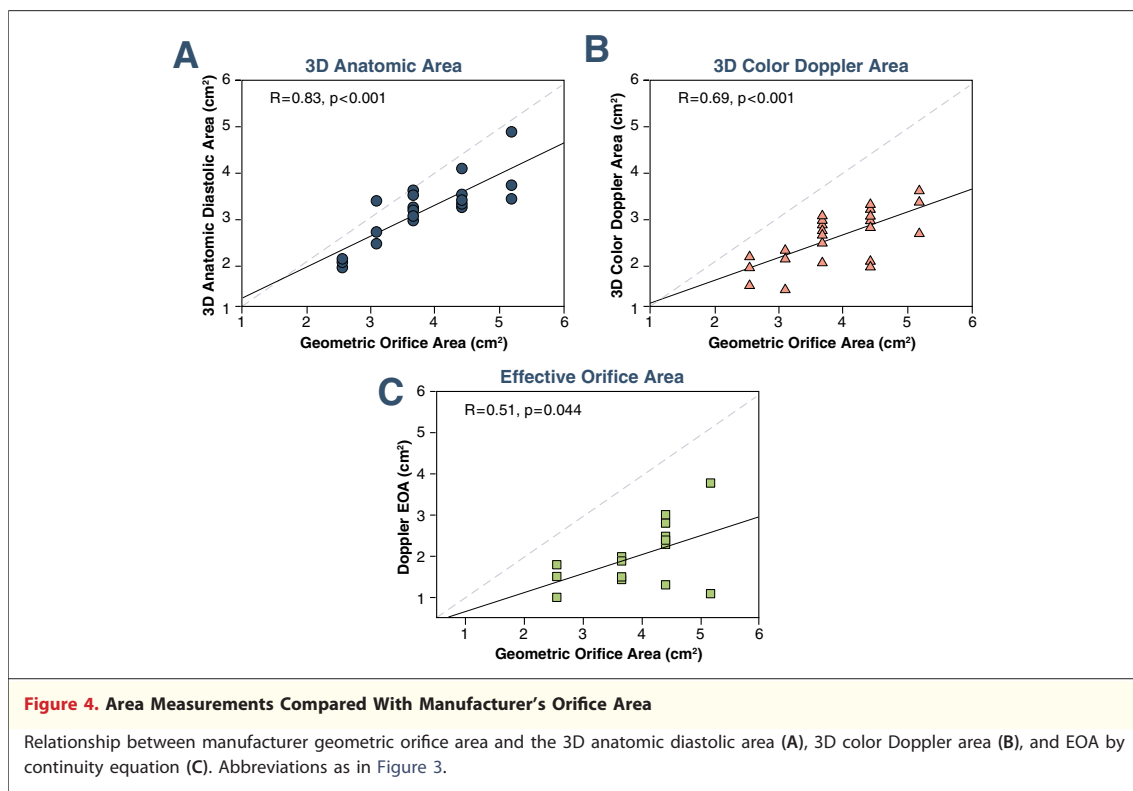 A
3D Anatomic Area
R=0.83, p<0.001
3D Anatomic Diastolic Area (cm²)
6
5
4
3
2
1
1 2 3 4 5 6
Geometric Orifice Area (cm²)
B
3D Color Doppler Area
R=0.69, p<0.001
3D Color Doppler Area (cm²)
6
5
4
3
2
1
1 2 3 4 5 6
Geometric Orifice Area (cm²)
C
Effective Orifice Area
R=0.51, p=0.044
Doppler EOA (cm²)
6
5
4
3
2
1
1 2 3 4 5 6
Geometric Orifice Area (cm²)
Figure 4. Area Measurements Compared With Manufacturer's Orifice Area
Relationship between manufacturer geometric orifice area and the 3D anatomic diastolic area (A), 3D color Doppler area (B), and EOA by
continuity equation (C). Abbreviations as in Figure 3.